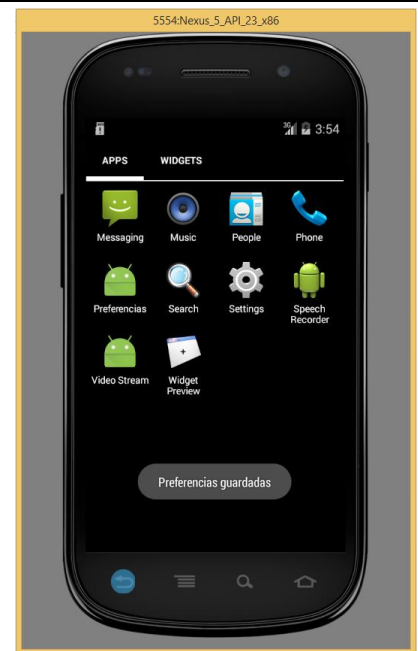 5554:Nexus_5_API_23_x86
3G 3:54
APPS WIDGETS
Messaging Music People Phone
Preferencias Search Settings Speech Recorder
Video Stream Widget Preview
Preferencias guardadas